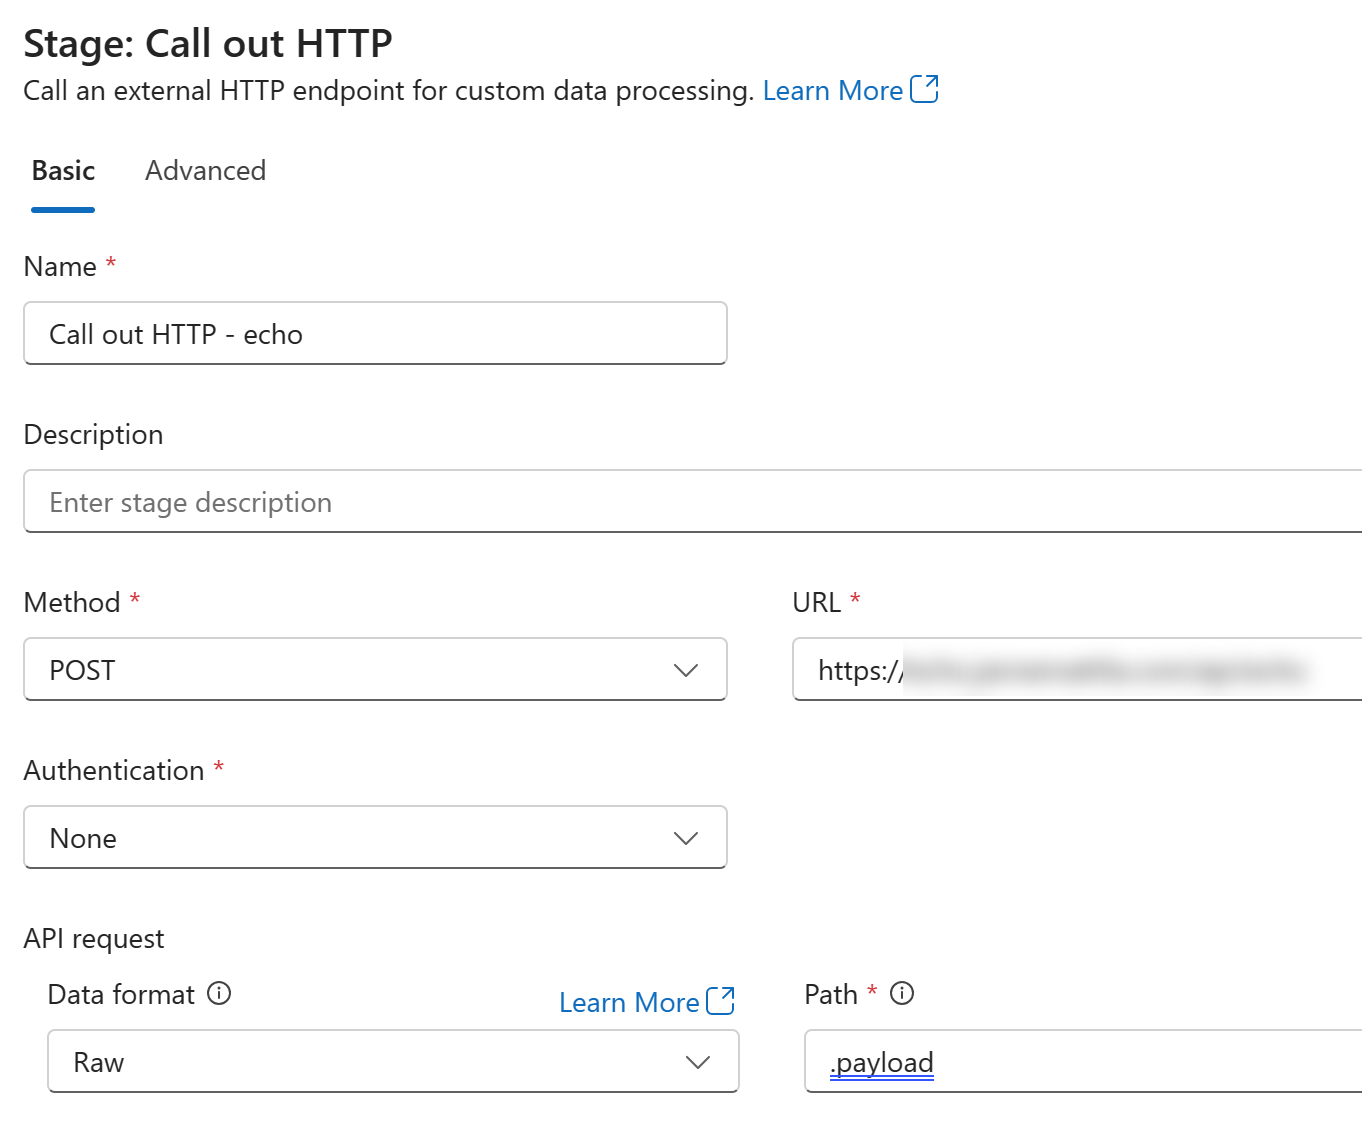 Stage: Call out HTTP
Call an external HTTP endpoint for custom data processing. Learn More
Basic Advanced
Name *
Call out HTTP - echo
Description
Enter stage description
Method * URL *
POST https://
Authentication *
None
API request
Data format Learn More Path *
Raw .payload